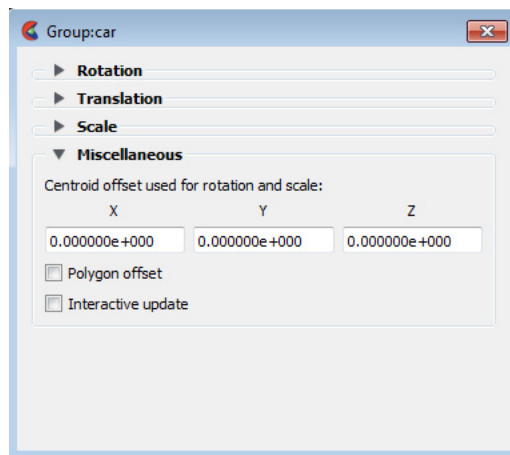 Group:car
Rotation
Translation
Scale
Miscellaneous
Centroid offset used for rotation and scale:
X Y Z
0.000000e+000 0.000000e+000 0.000000e+000
Polygon offset
Interactive update